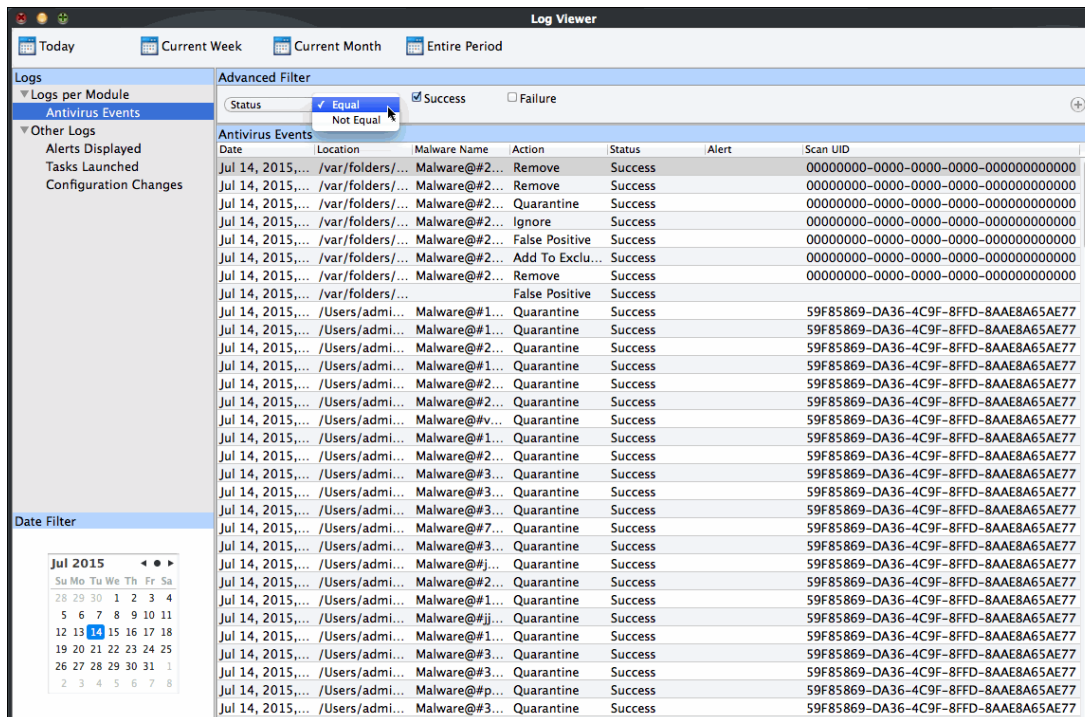 Log Viewer
Today Current Week Current Month Entire Period
Logs
Logs per Module
Antivirus Events
Other Logs
Alerts Displayed
Tasks Launched
Configuration Changes
Advanced Filter
Status Equal Success Failure
Not Equal
Antivirus Events
Date Location Malware Name Action Status Alert Scan UID
Jul 14, 2015,... /var/folders/... Malware@#2... Remove Success 00000000-0000-0000-0000-000000000000
Jul 14, 2015,... /var/folders/... Malware@#2... Remove Success 00000000-0000-0000-0000-000000000000
Jul 14, 2015,... /var/folders/... Malware@#2... Quarantine Success 00000000-0000-0000-0000-000000000000
Jul 14, 2015,... /var/folders/... Malware@#2... Ignore Success 00000000-0000-0000-0000-000000000000
Jul 14, 2015,... /var/folders/... Malware@#2... False Positive Success 00000000-0000-0000-0000-000000000000
Jul 14, 2015,... /var/folders/... Malware@#2... Add To Exclu... Success 00000000-0000-0000-0000-000000000000
Jul 14, 2015,... /var/folders/... Malware@#2... Remove Success 00000000-0000-0000-0000-000000000000
Jul 14, 2015,... /var/folders/... False Positive Success
Jul 14, 2015,... /Users/admi... Malware@#1... Quarantine Success 59F85869-DA36-4C9F-8FFD-8AAE8A65AE77
Jul 14, 2015,... /Users/admi... Malware@#1... Quarantine Success 59F85869-DA36-4C9F-8FFD-8AAE8A65AE77
Jul 14, 2015,... /Users/admi... Malware@#2... Quarantine Success 59F85869-DA36-4C9F-8FFD-8AAE8A65AE77
Jul 14, 2015,... /Users/admi... Malware@#1... Quarantine Success 59F85869-DA36-4C9F-8FFD-8AAE8A65AE77
Jul 14, 2015,... /Users/admi... Malware@#2... Quarantine Success 59F85869-DA36-4C9F-8FFD-8AAE8A65AE77
Jul 14, 2015,... /Users/admi... Malware@#2... Quarantine Success 59F85869-DA36-4C9F-8FFD-8AAE8A65AE77
Jul 14, 2015,... /Users/admi... Malware@#v... Quarantine Success 59F85869-DA36-4C9F-8FFD-8AAE8A65AE77
Jul 14, 2015,... /Users/admi... Malware@#1... Quarantine Success 59F85869-DA36-4C9F-8FFD-8AAE8A65AE77
Jul 14, 2015,... /Users/admi... Malware@#2... Quarantine Success 59F85869-DA36-4C9F-8FFD-8AAE8A65AE77
Jul 14, 2015,... /Users/admi... Malware@#3... Quarantine Success 59F85869-DA36-4C9F-8FFD-8AAE8A65AE77
Jul 14, 2015,... /Users/admi... Malware@#3... Quarantine Success 59F85869-DA36-4C9F-8FFD-8AAE8A65AE77
Jul 14, 2015,... /Users/admi... Malware@#3... Quarantine Success 59F85869-DA36-4C9F-8FFD-8AAE8A65AE77
Jul 14, 2015,... /Users/admi... Malware@#7... Quarantine Success 59F85869-DA36-4C9F-8FFD-8AAE8A65AE77
Jul 14, 2015,... /Users/admi... Malware@#3... Quarantine Success 59F85869-DA36-4C9F-8FFD-8AAE8A65AE77
Jul 14, 2015,... /Users/admi... Malware@#j... Quarantine Success 59F85869-DA36-4C9F-8FFD-8AAE8A65AE77
Jul 14, 2015,... /Users/admi... Malware@#2... Quarantine Success 59F85869-DA36-4C9F-8FFD-8AAE8A65AE77
Jul 14, 2015,... /Users/admi... Malware@#1... Quarantine Success 59F85869-DA36-4C9F-8FFD-8AAE8A65AE77
Jul 14, 2015,... /Users/admi... Malware@#jj... Quarantine Success 59F85869-DA36-4C9F-8FFD-8AAE8A65AE77
Jul 14, 2015,... /Users/admi... Malware@#1... Quarantine Success 59F85869-DA36-4C9F-8FFD-8AAE8A65AE77
Jul 14, 2015,... /Users/admi... Malware@#3... Quarantine Success 59F85869-DA36-4C9F-8FFD-8AAE8A65AE77
Jul 14, 2015,... /Users/admi... Malware@#3... Quarantine Success 59F85869-DA36-4C9F-8FFD-8AAE8A65AE77
Jul 14, 2015,... /Users/admi... Malware@#p... Quarantine Success 59F85869-DA36-4C9F-8FFD-8AAE8A65AE77
Jul 14, 2015,... /Users/admi... Malware@#3... Quarantine Success 59F85869-DA36-4C9F-8FFD-8AAE8A65AE77
Date Filter
Jul 2015
Su Mo Tu We Th Fr Sa
28 29 30 1 2 3 4
5 6 7 8 9 10 11
12 13 14 15 16 17 18
19 20 21 22 23 24 25
26 27 28 29 30 31 1
2 3 4 5 6 7 8